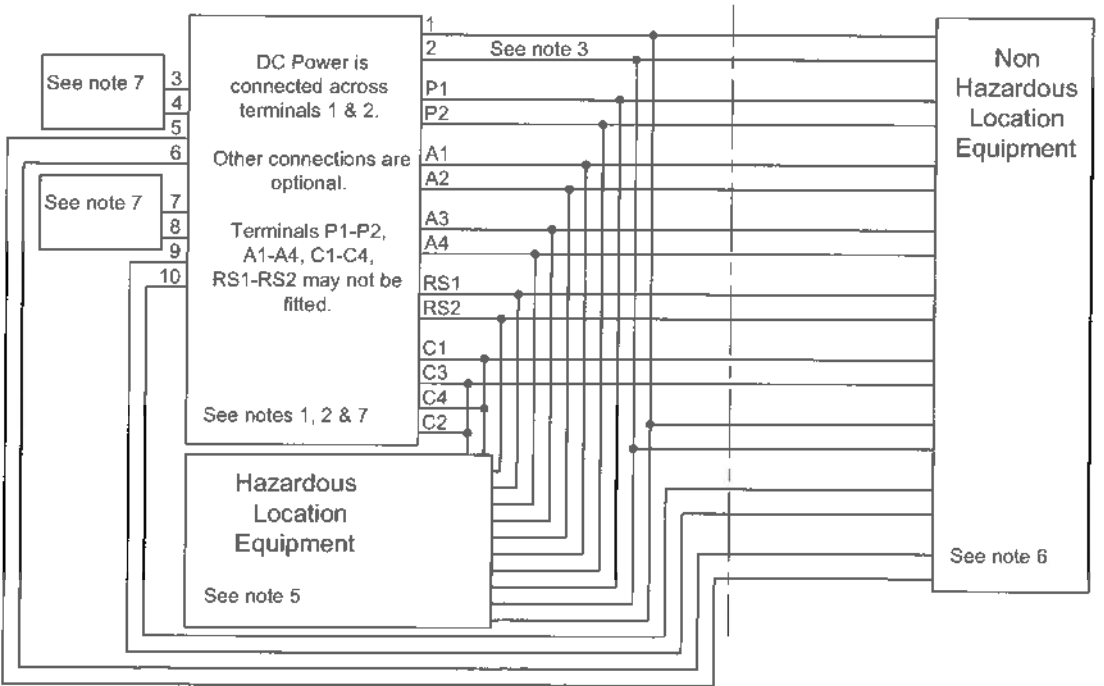 DC Power is
connected across
terminals 1 & 2.
Other connections are
optional.
Terminals P1-P2,
A1-A4, C1-C4,
RS1-RS2 may not be
fitted.
See notes 1, 2 & 7
See note 7
3
4
5
6
See note 7
7
8
9
10
1
2
See note 3
P1
P2
A1
A2
A3
A4
RS1
RS2
C1
C3
C4
C2
Non
Hazardous
Location
Equipment
See note 6
Hazardous
Location
Equipment
See note 5